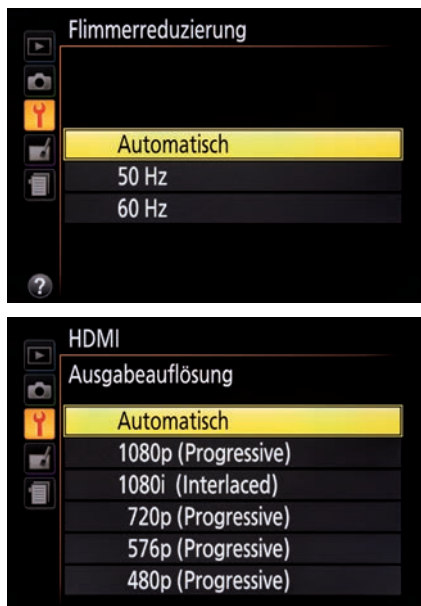 Flimmerreduzierung
Automatisch
50 Hz
60 Hz
?
HDMI
Ausgabeauflösung
Automatisch
1080p (Progressive)
1080i (Interlaced)
720p (Progressive)
576p (Progressive)
480p (Progressive)